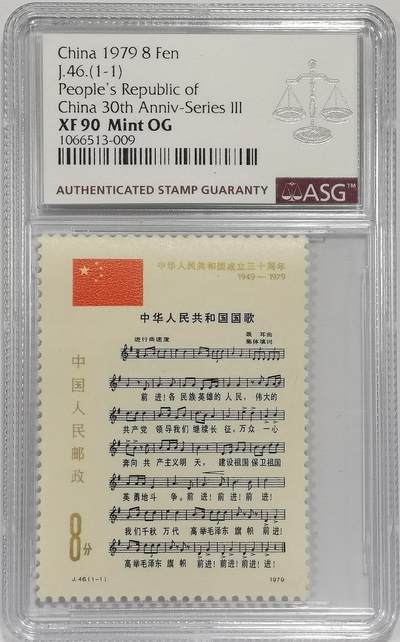 China 1979 8 Fen
J.46.(1-1)
People's Republic of
China 30th Anniv-Series III
XF 90 Mint OG
1066513-009
AUTHENTICATED STAMP GUARANTY ASG™
中华人民共和国成立三十周年
1949—1979
中华人民共和国国歌
进行曲速度
聂耳曲
集体填词
前进!各民族英雄的人民,伟大的
共产党领导我们继续长征,万众一心
奔向共产主义明天,建设祖国保卫祖国
英勇地斗争。前进!前进!前进!
我们千秋万代高举毛泽东旗帜前进!
高举毛泽东旗帜前进!前进!前进!进!
中国人民邮政
8分
J.46.(1-1)
1979